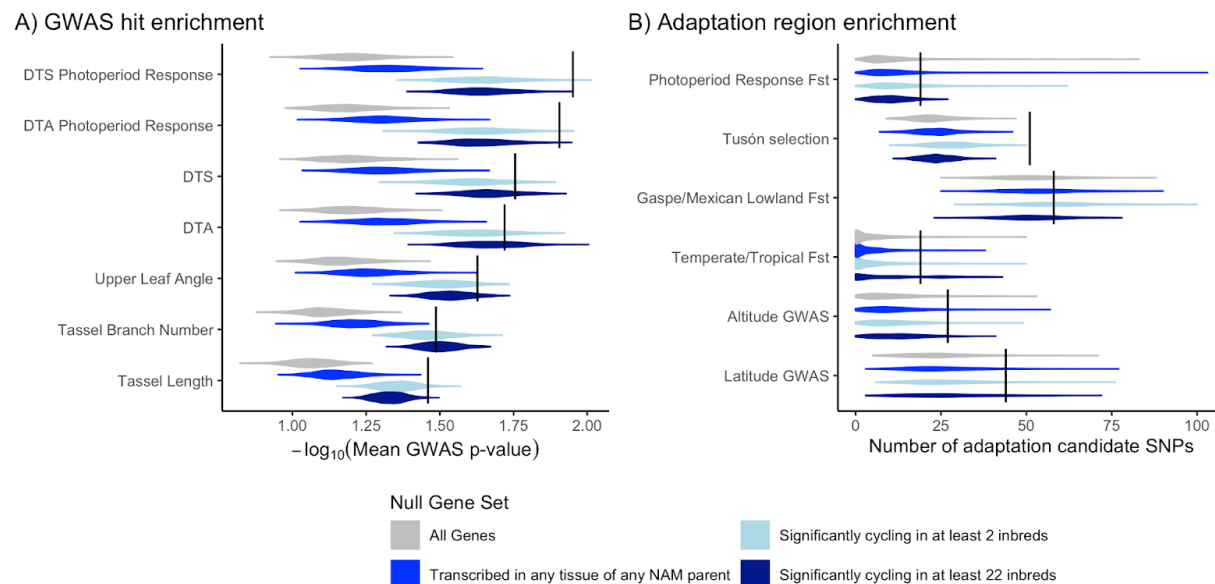 A) GWAS hit enrichment
DTS Photoperiod Response
DTA Photoperiod Response
DTS
DTA
Upper Leaf Angle
Tassel Branch Number
Tassel Length
1.00 1.25 1.50 1.75 2.00
−log₁₀(Mean GWAS p-value)
B) Adaptation region enrichment
Photoperiod Response Fst
Tusón selection
Gaspe/Mexican Lowland Fst
Temperate/Tropical Fst
Altitude GWAS
Latitude GWAS
0 25 50 75 100
Number of adaptation candidate SNPs
Null Gene Set
All Genes
Transcribed in any tissue of any NAM parent
Significantly cycling in at least 2 inbreds
Significantly cycling in at least 22 inbreds